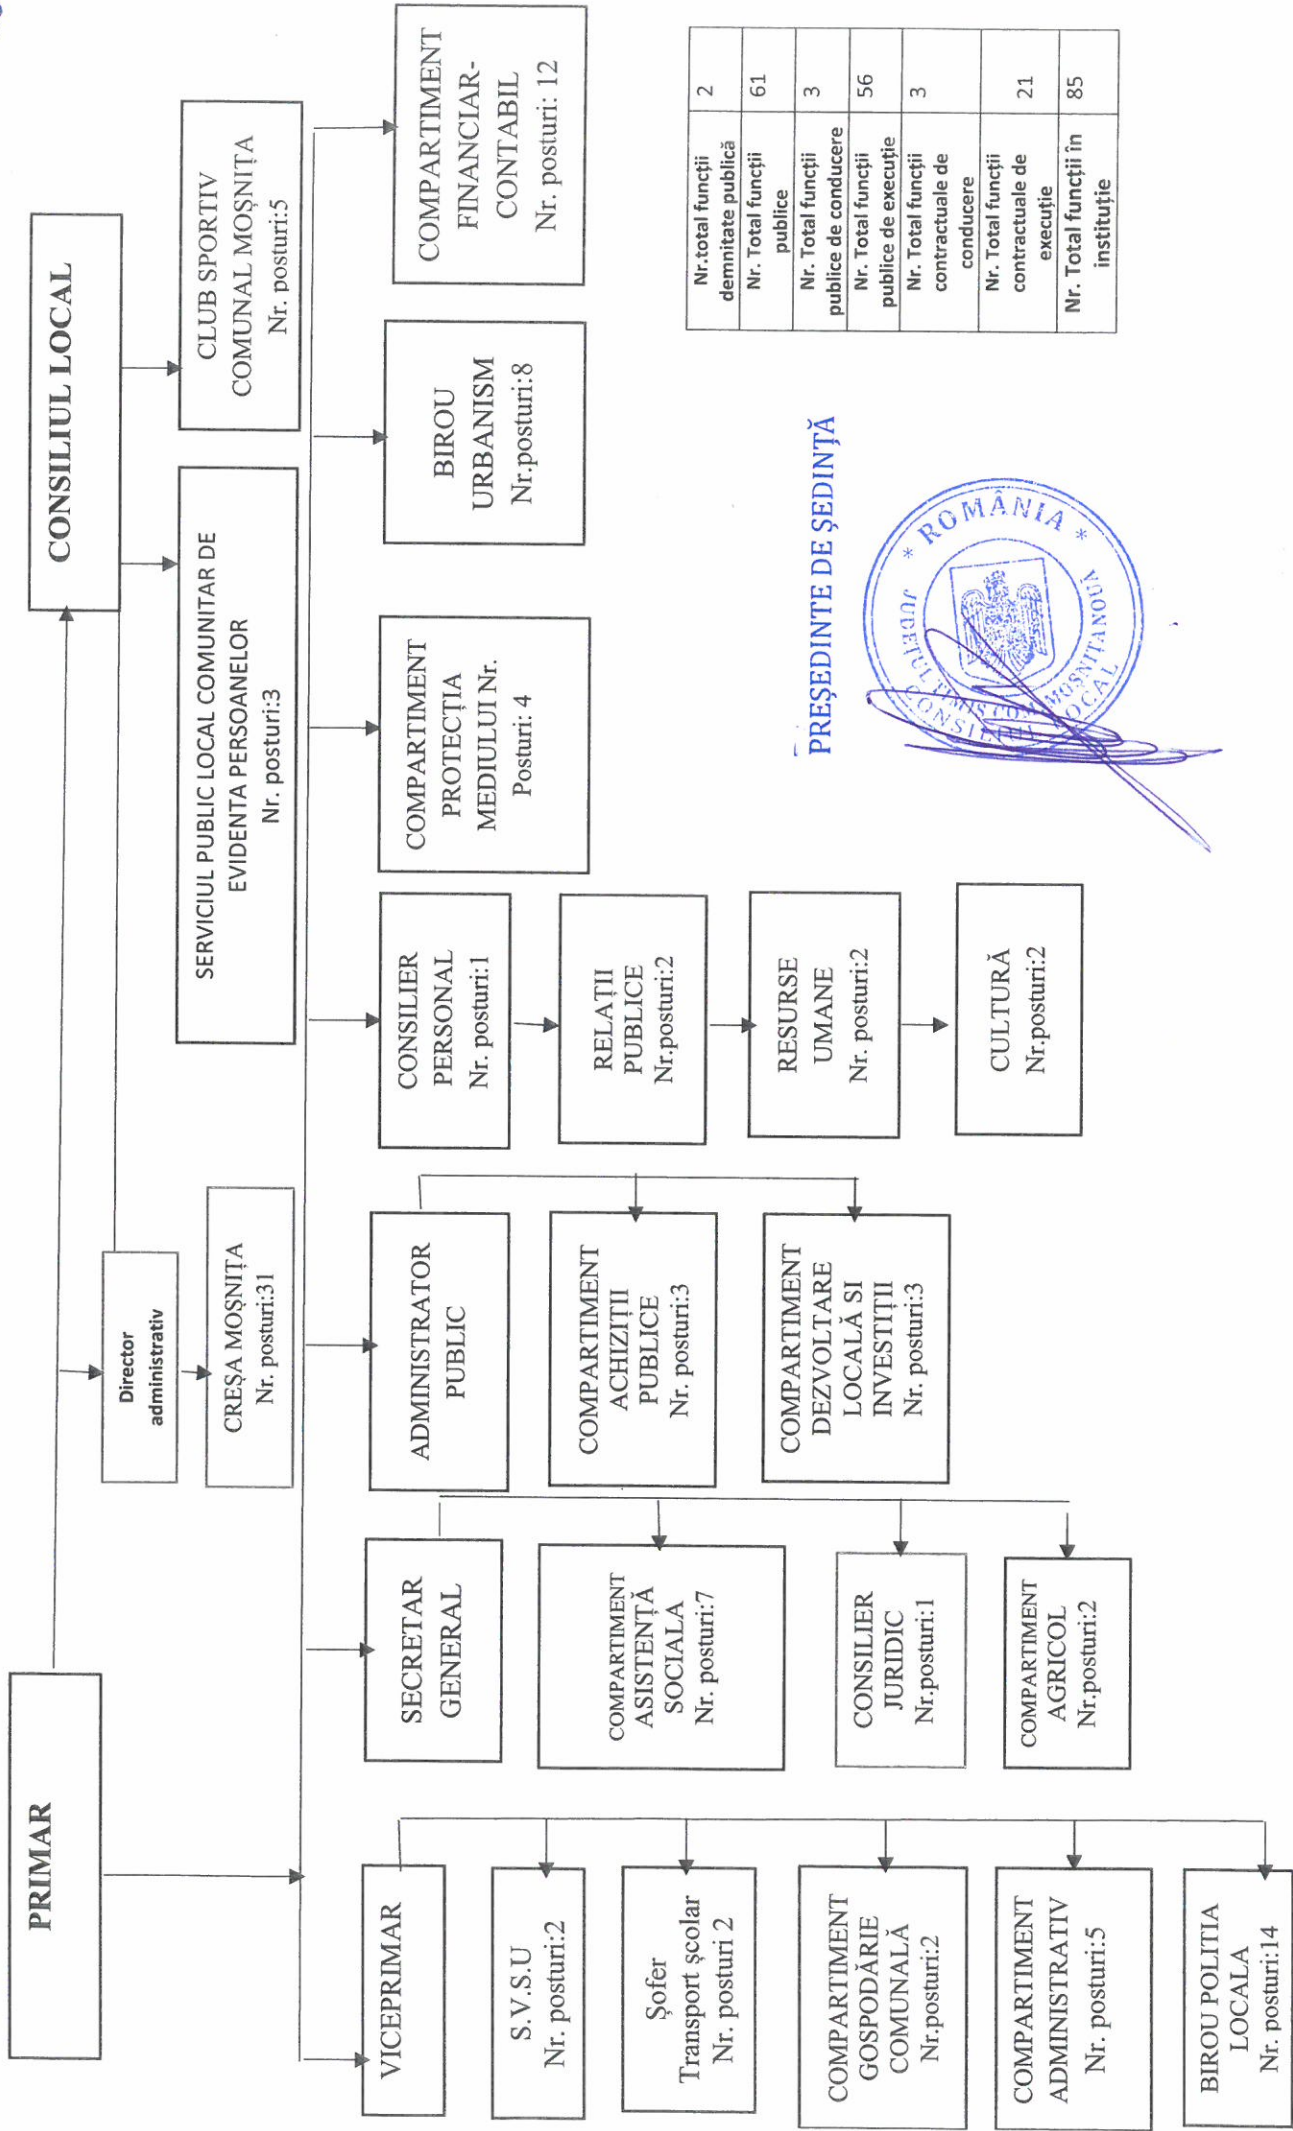 PRIMAR
CONSILIUL LOCAL
Director
administrativ
CREȘA MOȘNIȚA
Nr. posturi:31
SERVICIUL PUBLIC LOCAL COMUNITAR DE
EVIDENTA PERSOANELOR
Nr. posturi:3
CLUB SPORTIV
COMUNAL MOȘNIȚA
Nr. posturi:5
VICEPRIMAR
S.V.S.U
Nr. posturi:2
Șofer
Transport școlar
Nr. posturi 2
COMPARTIMENT
GOSPODĂRIE
COMUNALĂ
Nr.posturi:2
COMPARTIMENT
ADMINISTRATIV
Nr. posturi:5
BIROU POLITIA
LOCALA
Nr. posturi:14
SECRETAR
GENERAL
COMPARTIMENT
ASISTENȚĂ
SOCIALA
Nr. posturi:7
CONSILIER
JURIDIC
Nr.posturi:1
COMPARTIMENT
AGRICOL
Nr.posturi:2
ADMINISTRATOR
PUBLIC
COMPARTIMENT
ACHIZIȚII
PUBLICE
Nr. posturi:3
COMPARTIMENT
DEZVOLTARE
LOCALĂ SI
INVESTIȚII
Nr. posturi:3
CONSILIER
PERSONAL
Nr. posturi:1
RELAȚII
PUBLICE
Nr.posturi:2
RESURSE
UMANE
Nr. posturi:2
CULTURĂ
Nr.posturi:2
COMPARTIMENT
PROTECȚIA
MEDIULUI Nr.
Posturi: 4
BIROU
URBANISM
Nr.posturi:8
COMPARTIMENT
FINANCIAR-
CONTABIL
Nr. posturi: 12
PREȘEDINTE DE ȘEDINȚĂ
* ROMÂNIA *
JUDEȚUL TIMIȘ COM. MOȘNIȚA NOUĂ
CONSILIUL LOCAL
Nr.total funcții 2
demnitate publică
Nr. Total funcții 61
publice
Nr. Total funcții 3
publice de conducere
Nr. Total funcții 56
publice de execuție
Nr. Total funcții 3
contractuale de
conducere
Nr. Total funcții
contractuale de 21
execuție
Nr. Total funcții în 85
instituție